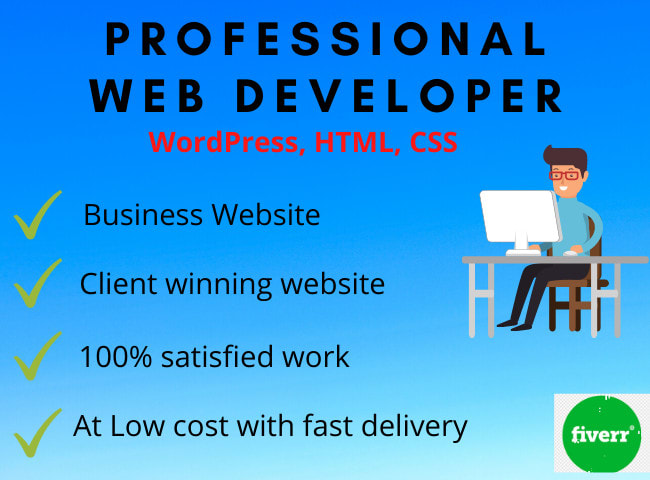 PROFESSIONAL
WEB DEVELOPER
WordPress, HTML, CSS
Business Website
Client winning website
100% satisfied work
At Low cost with fast delivery
fiverr®